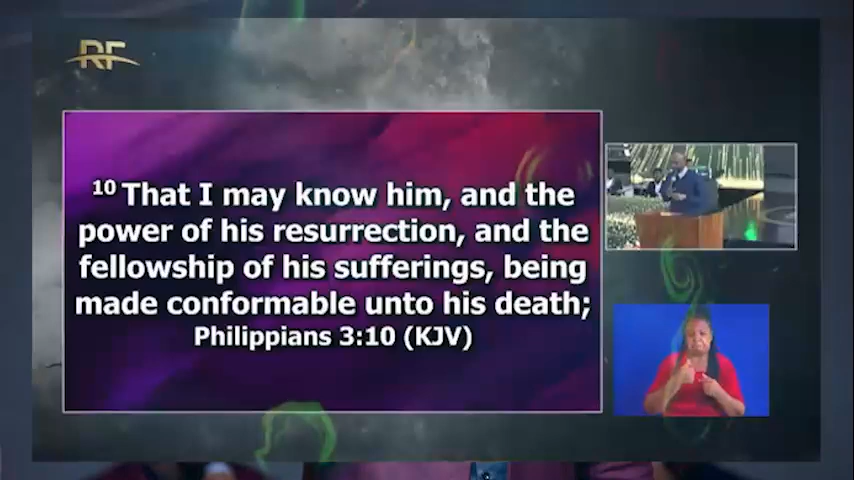 RF
10 That I may know him, and the
power of his resurrection, and the
fellowship of his sufferings, being
made conformable unto his death;
Philippians 3:10 (KJV)